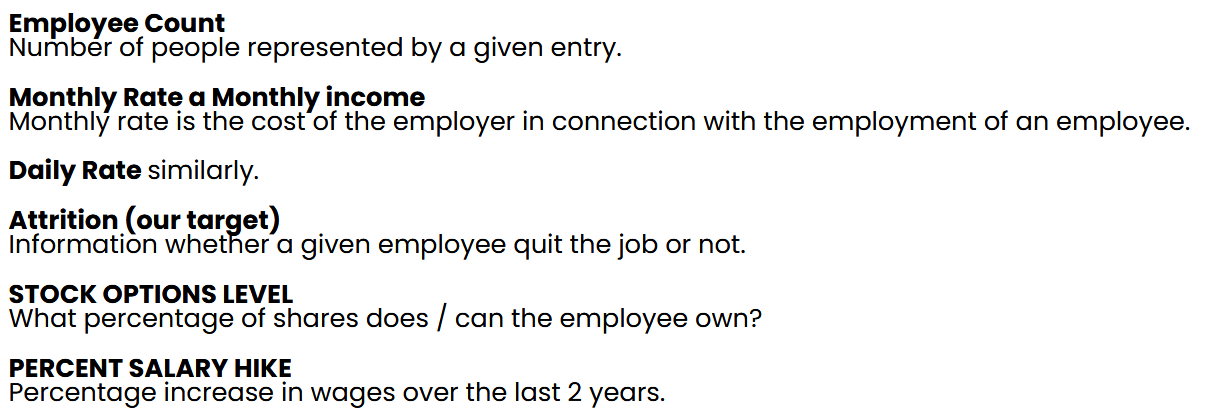 Employee Count
Number of people represented by a given entry.
Monthly Rate a Monthly income
Monthly rate is the cost of the employer in connection with the employment of an employee.
Daily Rate similarly.
Attrition (our target)
Information whether a given employee quit the job or not.
STOCK OPTIONS LEVEL
What percentage of shares does / can the employee own?
PERCENT SALARY HIKE
Percentage increase in wages over the last 2 years.